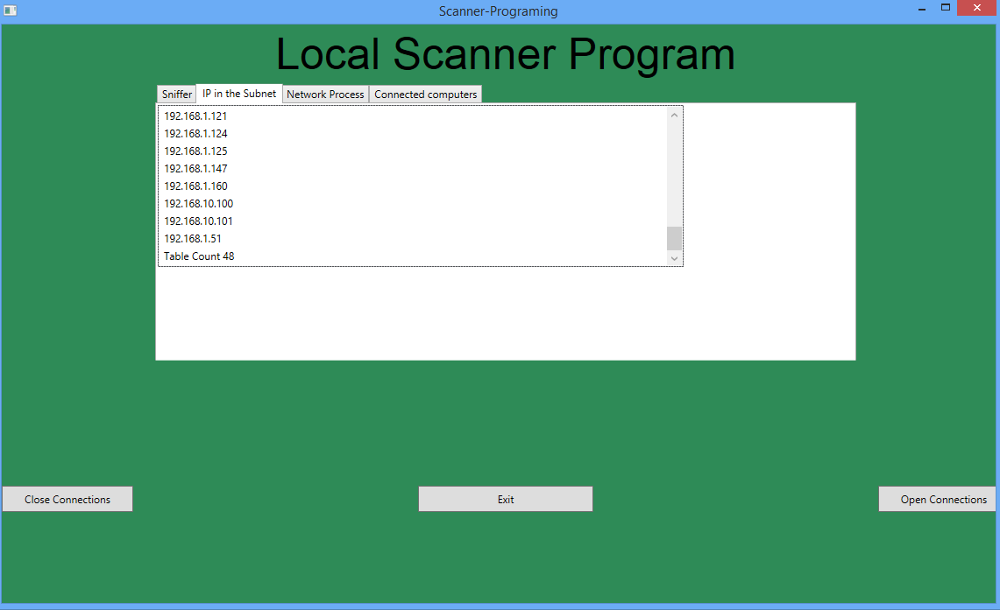 Scanner-Programing
Local Scanner Program
Sniffer IP in the Subnet Network Process Connected computers
192.168.1.121
192.168.1.124
192.168.1.125
192.168.1.147
192.168.1.160
192.168.10.100
192.168.10.101
192.168.1.51
Table Count 48
Close Connections Exit Open Connections